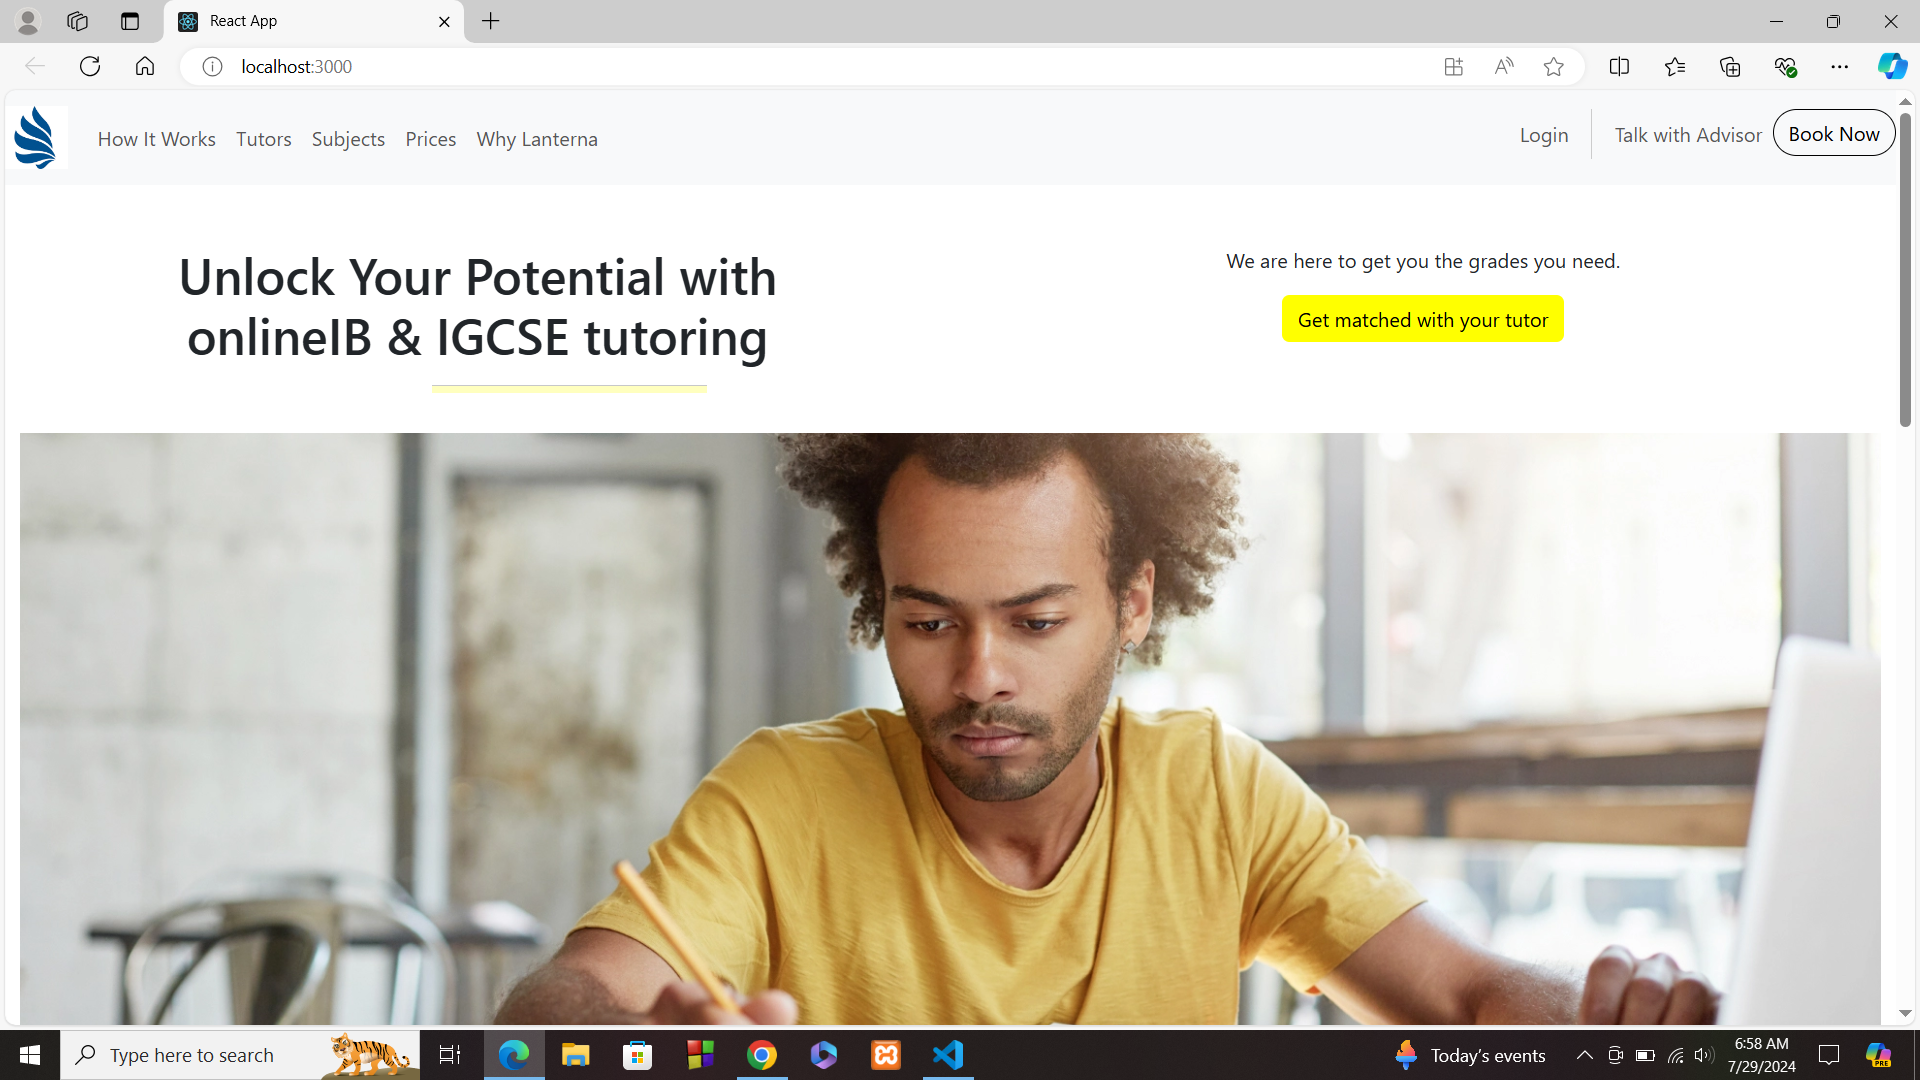 React App
localhost:3000
How It Works Tutors Subjects Prices Why Lanterna
Login Talk with Advisor Book Now
Unlock Your Potential with
onlineIB & IGCSE tutoring
We are here to get you the grades you need.
Get matched with your tutor
Type here to search
Today's events
6:58 AM
7/29/2024
PRE